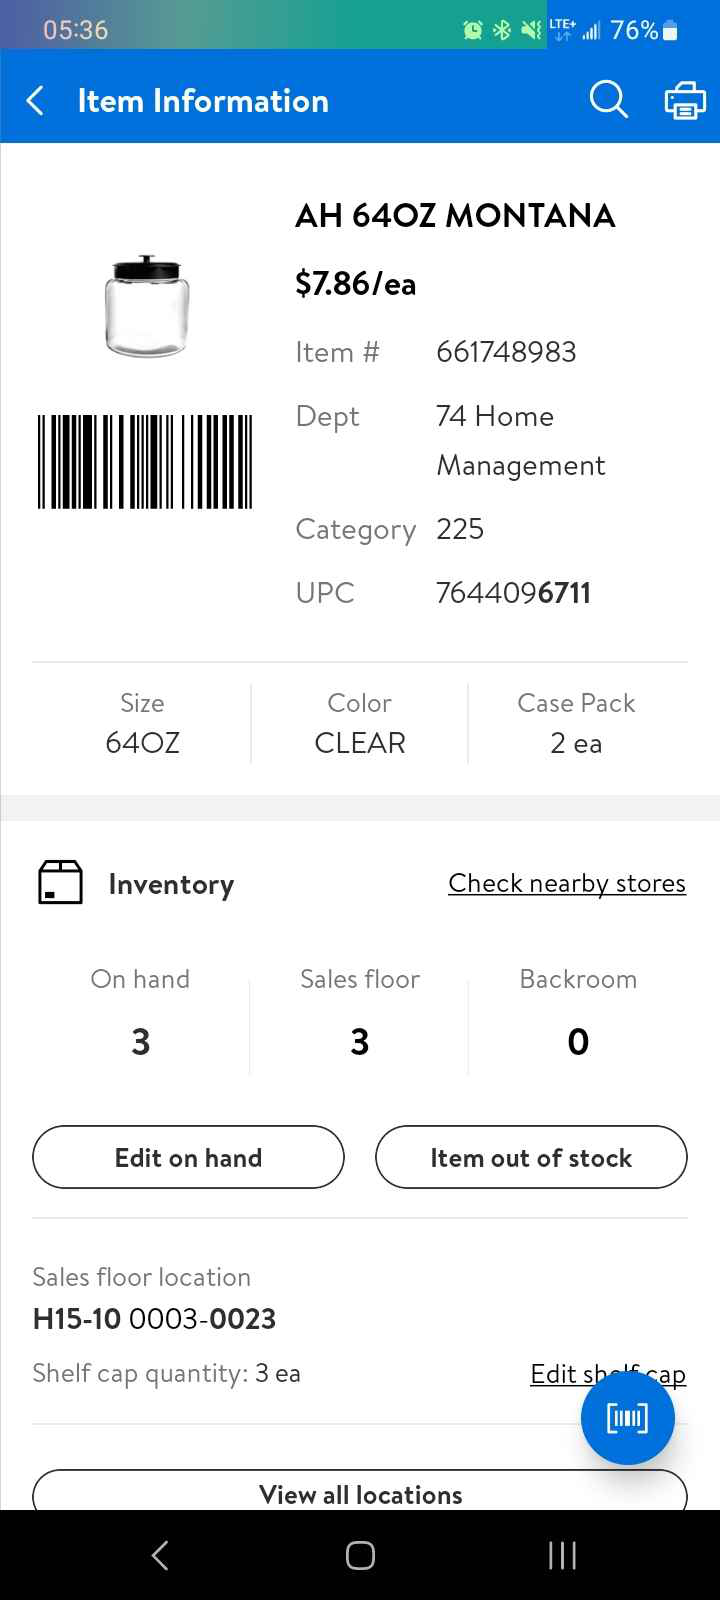 05:36
LTE+
76%
Item Information
AH 64OZ MONTANA
$7.86/ea
Item # 661748983
Dept 74 Home
Management
Category 225
UPC 7644096711
Size Color Case Pack
64OZ CLEAR 2 ea
Inventory Check nearby stores
On hand Sales floor Backroom
3 3 0
Edit on hand Item out of stock
Sales floor location
H15-10 0003-0023
Shelf cap quantity: 3 ea Edit shelf cap
View all locations